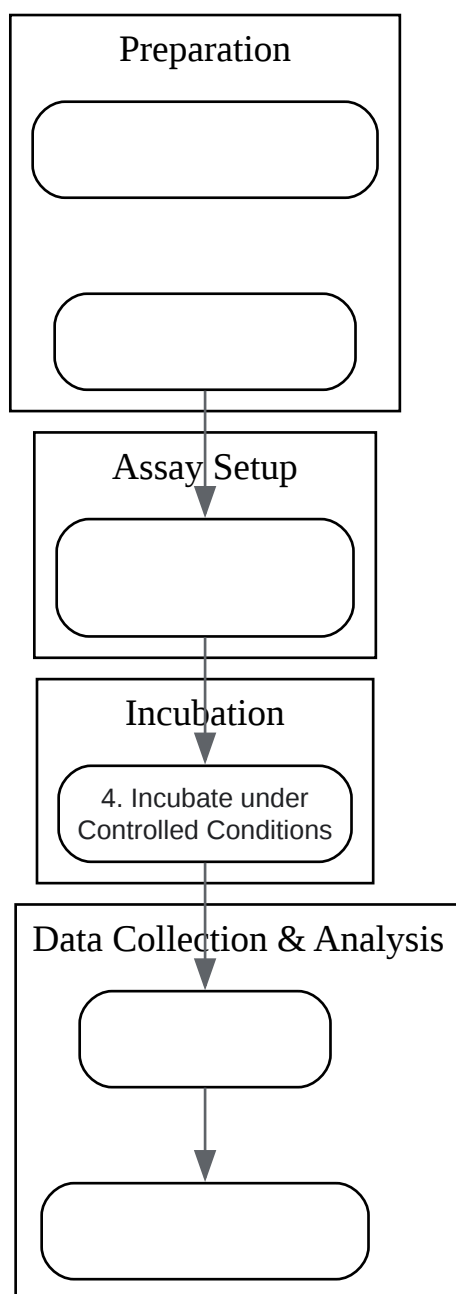 Preparation
Assay Setup
Incubation
4. Incubate under
Controlled Conditions
Data Collection & Analysis